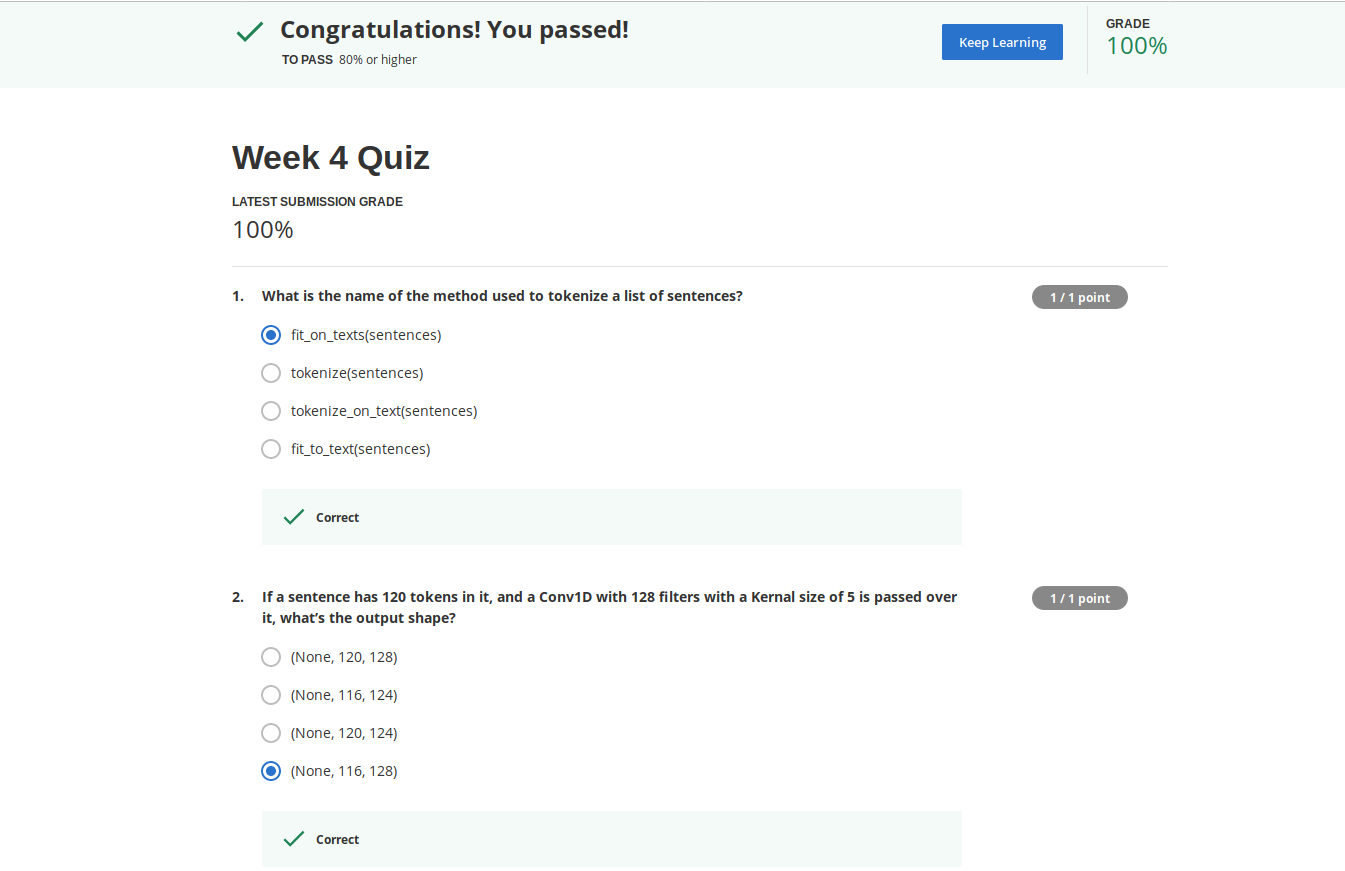 Congratulations! You passed!
TO PASS 80% or higher
Keep Learning
GRADE
100%
Week 4 Quiz
LATEST SUBMISSION GRADE
100%
1. What is the name of the method used to tokenize a list of sentences?
1 / 1 point
fit_on_texts(sentences)
tokenize(sentences)
tokenize_on_text(sentences)
fit_to_text(sentences)
Correct
2. If a sentence has 120 tokens in it, and a Conv1D with 128 filters with a Kernal size of 5 is passed over
it, what’s the output shape?
1 / 1 point
(None, 120, 128)
(None, 116, 124)
(None, 120, 124)
(None, 116, 128)
Correct